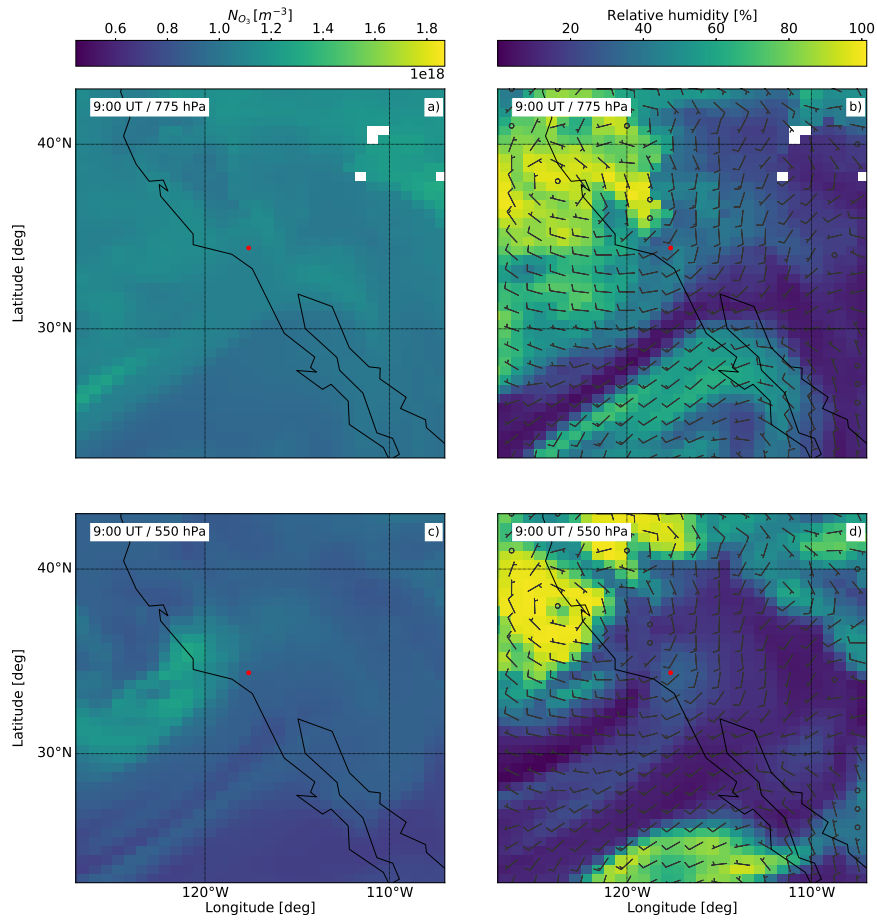 N_{O_3} [m^{-3}]
Relative humidity [%]
0.6 0.8 1.0 1.2 1.4 1.6 1.8
20 40 60 80 100
1e18
9:00 UT / 775 hPa
a)
9:00 UT / 775 hPa
b)
40°N
30°N
Latitude [deg]
9:00 UT / 550 hPa
c)
9:00 UT / 550 hPa
d)
40°N
30°N
Latitude [deg]
120°W 110°W
120°W 110°W
Longitude [deg]
Longitude [deg]